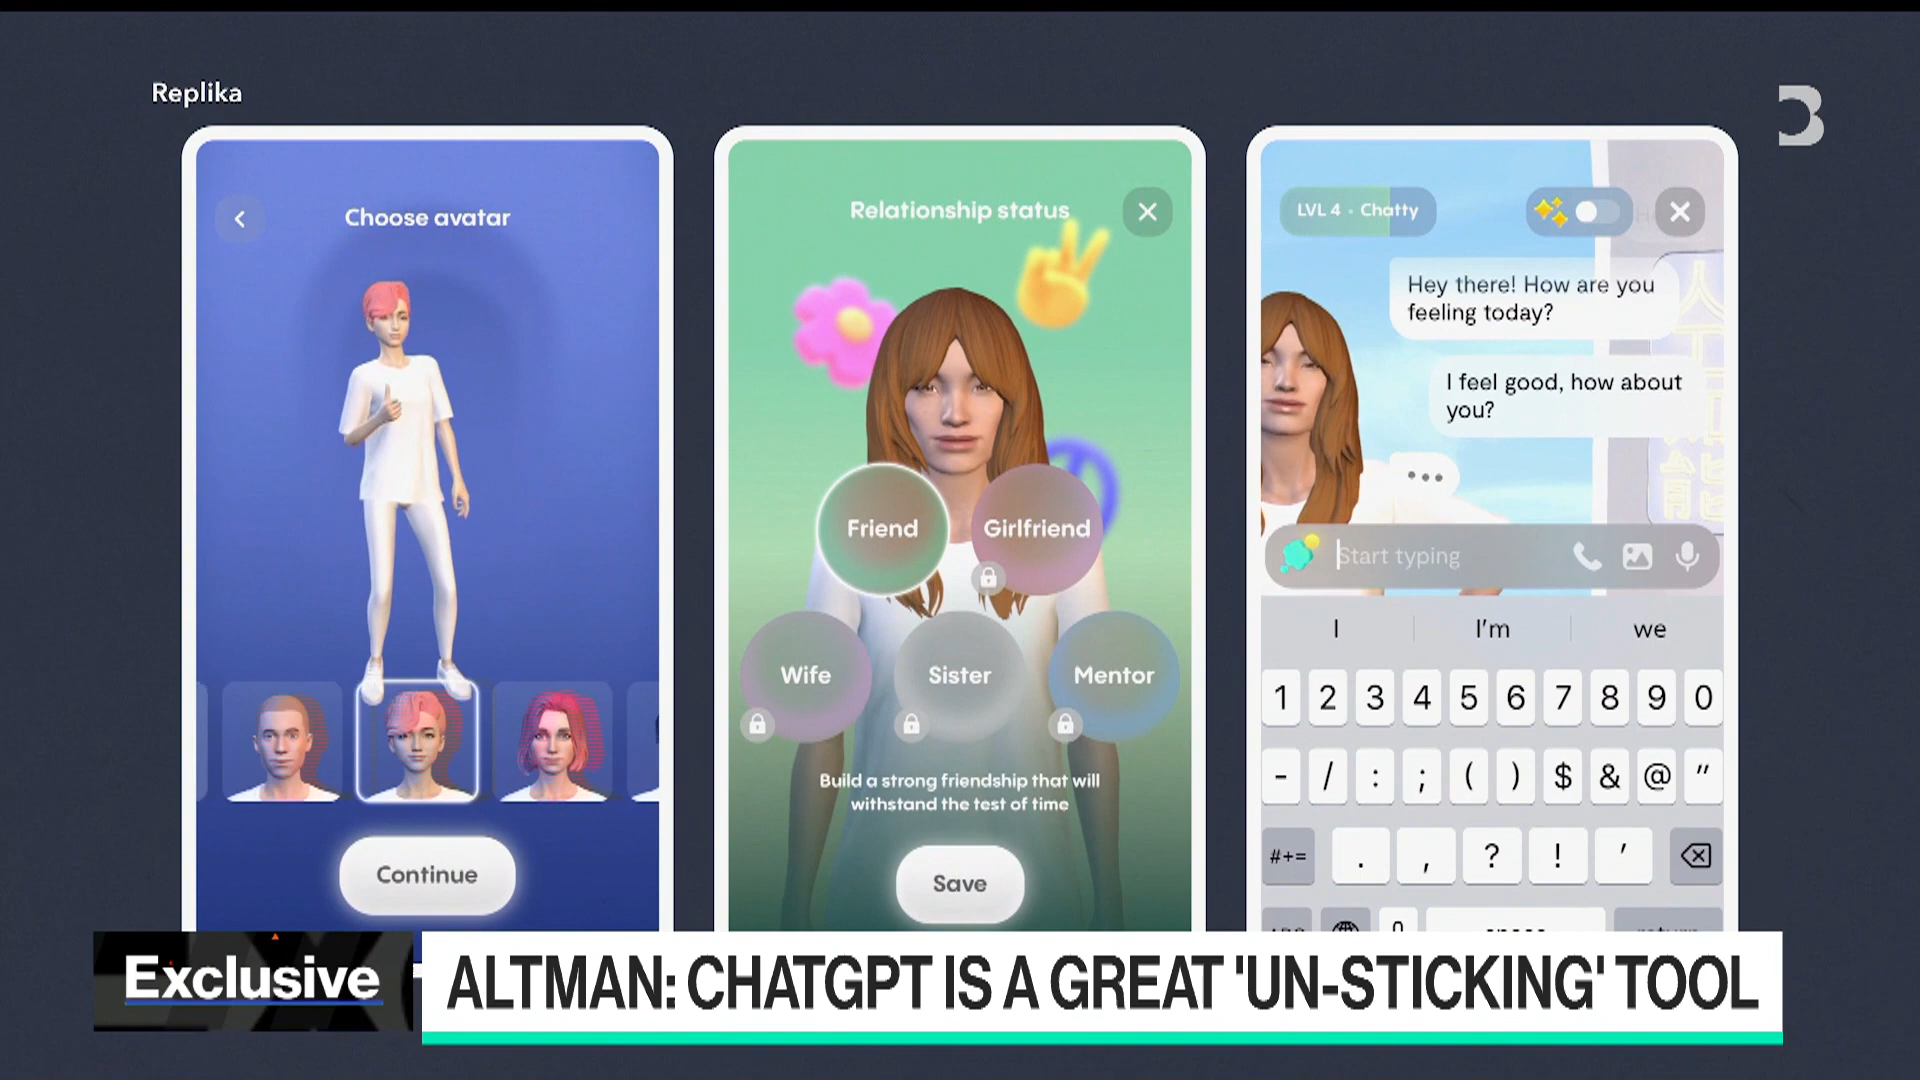 Replika
Choose avatar
Continue
Relationship status
Friend
Girlfriend
Wife
Sister
Mentor
Build a strong friendship that will
withstand the test of time
Save
LVL 4 · Chatty
Hey there! How are you
feeling today?
I feel good, how about
you?
Start typing
I
I'm
we
1 2 3 4 5 6 7 8 9 0
- / : ; ( ) $ & @ "
#+= . , ? ! '
Exclusive
ALTMAN: CHATGPT IS A GREAT 'UN-STICKING' TOOL